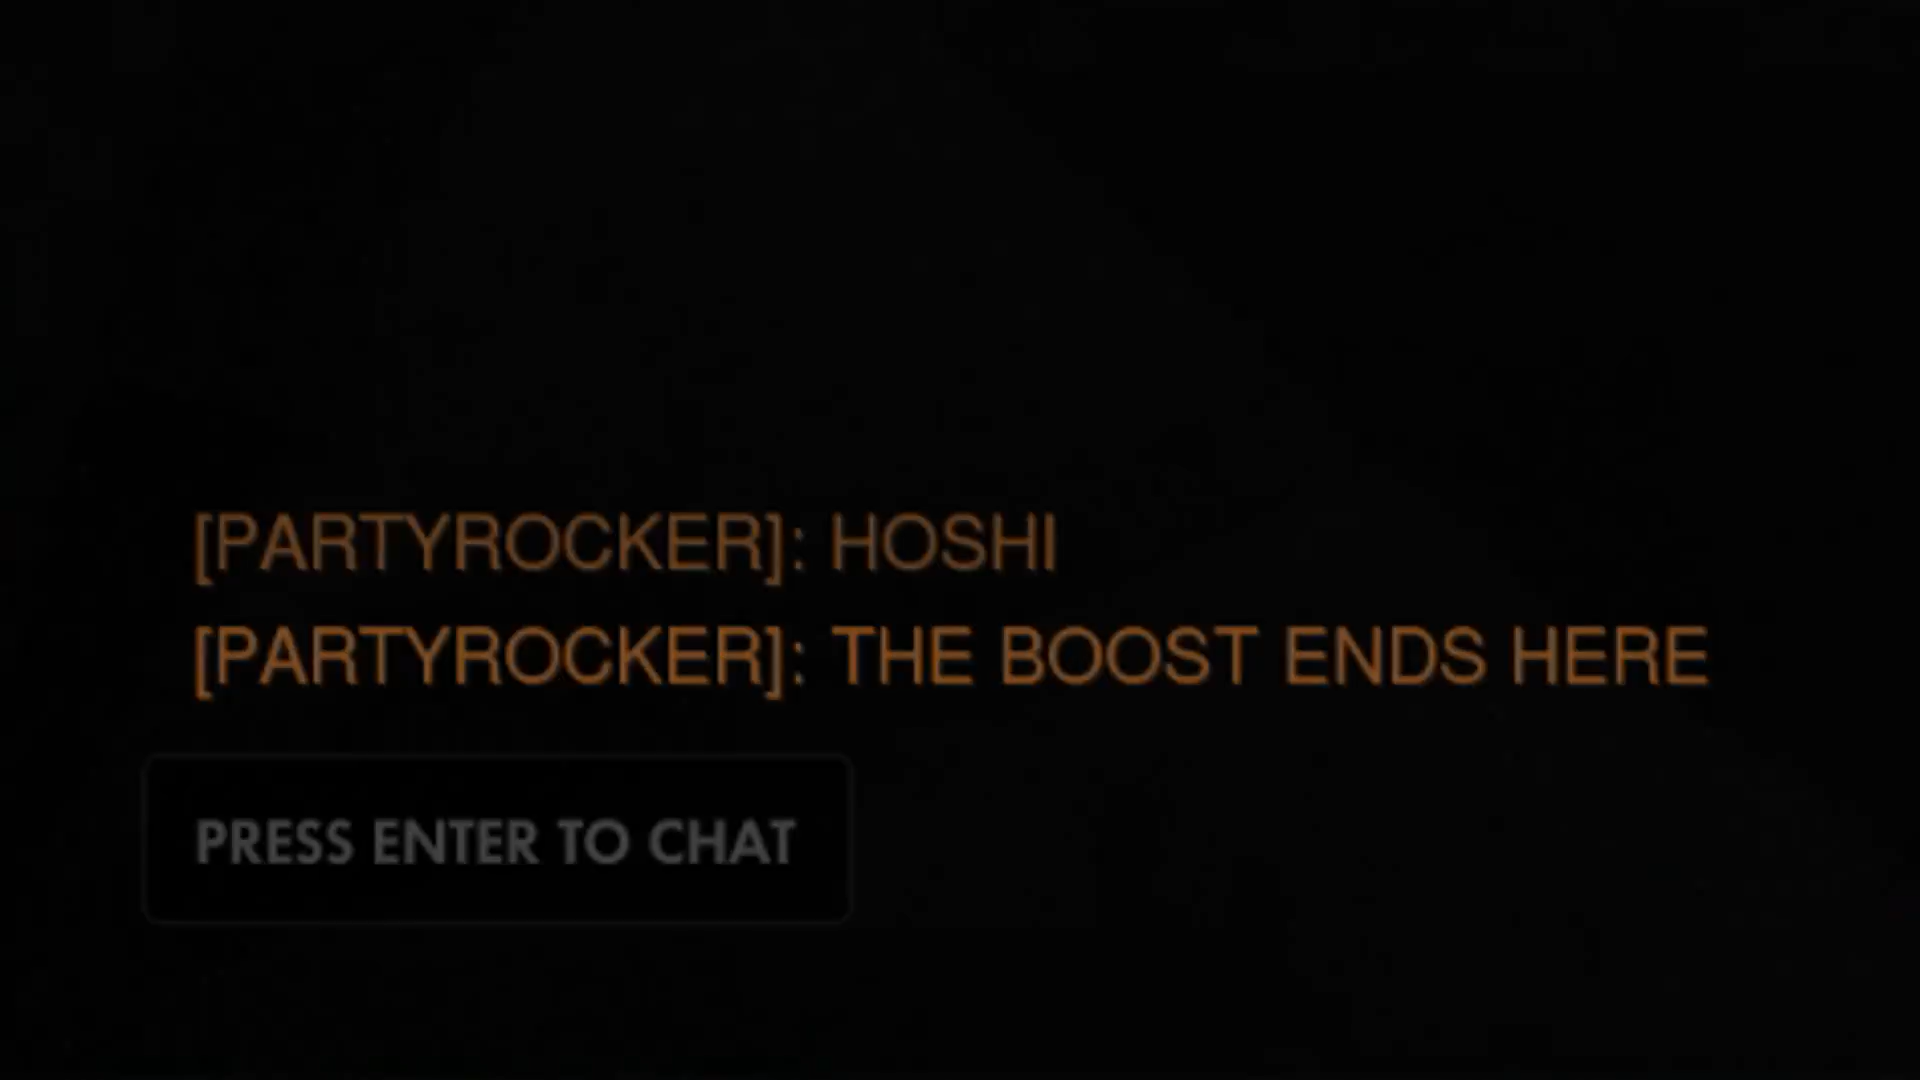 [PARTYROCKER]: HOSHI
[PARTYROCKER]: THE BOOST ENDS HERE
PRESS ENTER TO CHAT